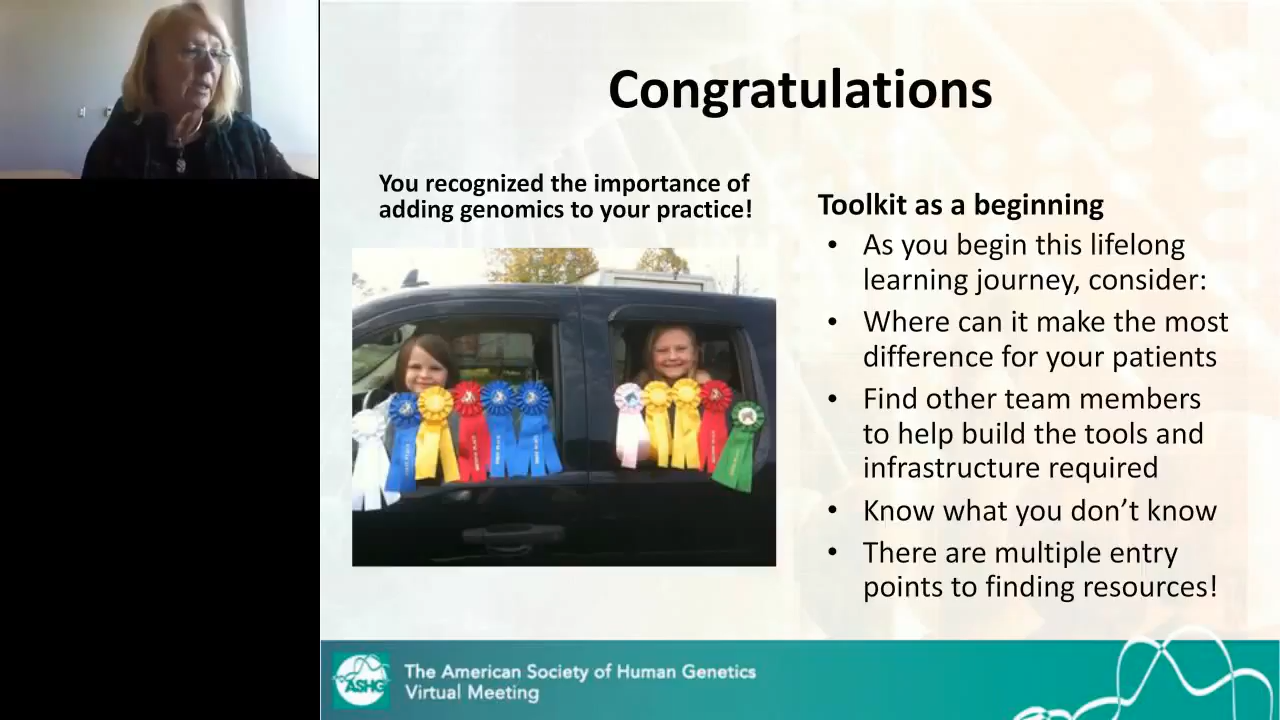 Congratulations
You recognized the importance of
adding genomics to your practice!
Toolkit as a beginning
• As you begin this lifelong
learning journey, consider:
• Where can it make the most
difference for your patients
• Find other team members
to help build the tools and
infrastructure required
• Know what you don’t know
• There are multiple entry
points to finding resources!
ASHG
The American Society of Human Genetics
Virtual Meeting